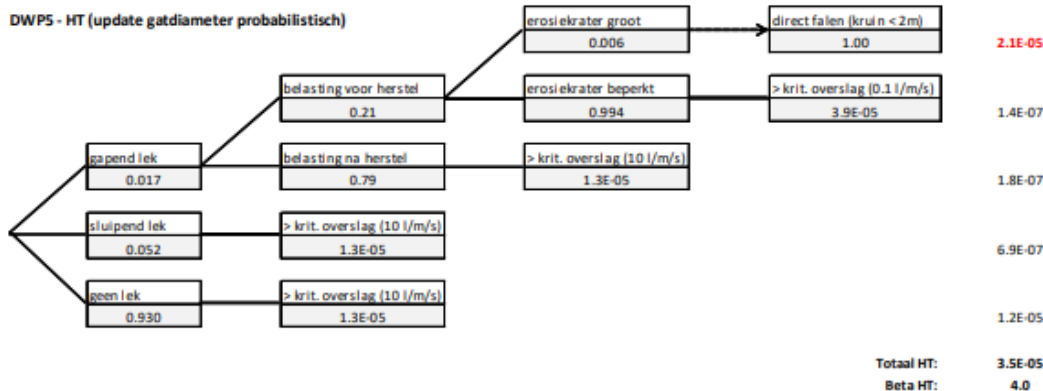 DWP5 - HT (update gatdiameter probabilistisch)
erosiekrater groot
0.006
direct falen (kruin < 2m)
1.00
2.1E-05
belasting voor herstel
0.21
erosiekrater beperkt
0.994
> krit. overslag (0.1 l/m/s)
3.9E-05
1.4E-07
gapend lek
0.017
belasting na herstel
0.79
> krit. overslag (10 l/m/s)
1.3E-05
1.8E-07
sluipend lek
0.052
> krit. overslag (10 l/m/s)
1.3E-05
6.9E-07
geen lek
0.930
> krit. overslag (10 l/m/s)
1.3E-05
1.2E-05
Totaal HT: 3.5E-05
Beta HT: 4.0